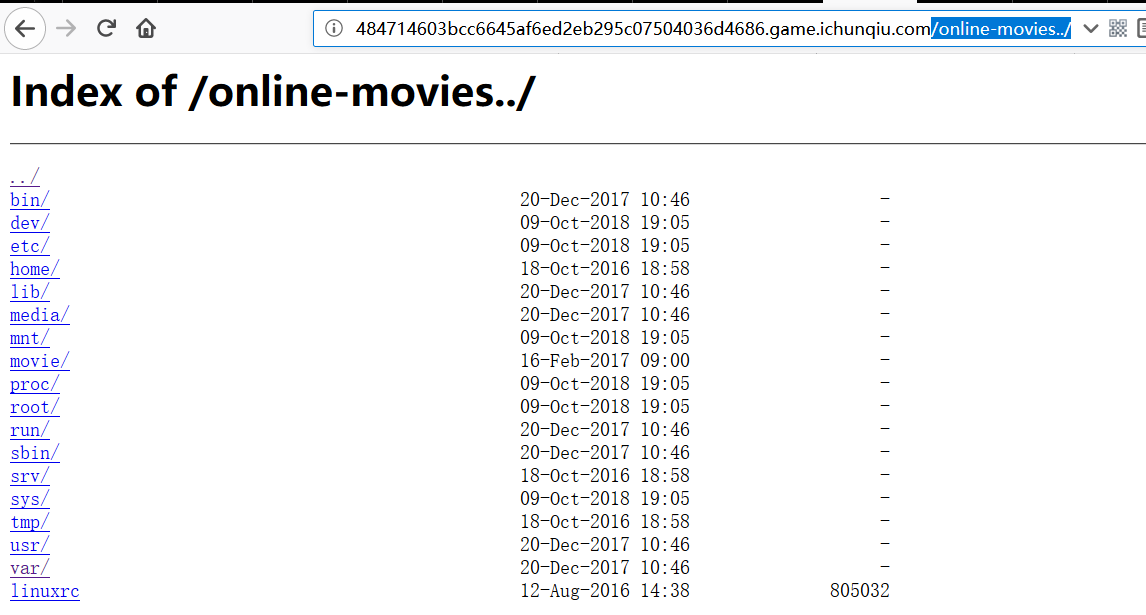 484714603bcc6645af6ed2eb295c07504036d4686.game.ichunqiu.com/online-movies../
Index of /online-movies../
../
bin/ 20-Dec-2017 10:46 -
dev/ 09-Oct-2018 19:05 -
etc/ 09-Oct-2018 19:05 -
home/ 18-Oct-2016 18:58 -
lib/ 20-Dec-2017 10:46 -
media/ 20-Dec-2017 10:46 -
mnt/ 09-Oct-2018 19:05 -
movie/ 16-Feb-2017 09:00 -
proc/ 09-Oct-2018 19:05 -
root/ 09-Oct-2018 19:05 -
run/ 20-Dec-2017 10:46 -
sbin/ 20-Dec-2017 10:46 -
srv/ 18-Oct-2016 18:58 -
sys/ 09-Oct-2018 19:05 -
tmp/ 18-Oct-2016 18:58 -
usr/ 20-Dec-2017 10:46 -
var/ 20-Dec-2017 10:46 -
linuxrc 12-Aug-2016 14:38 805032